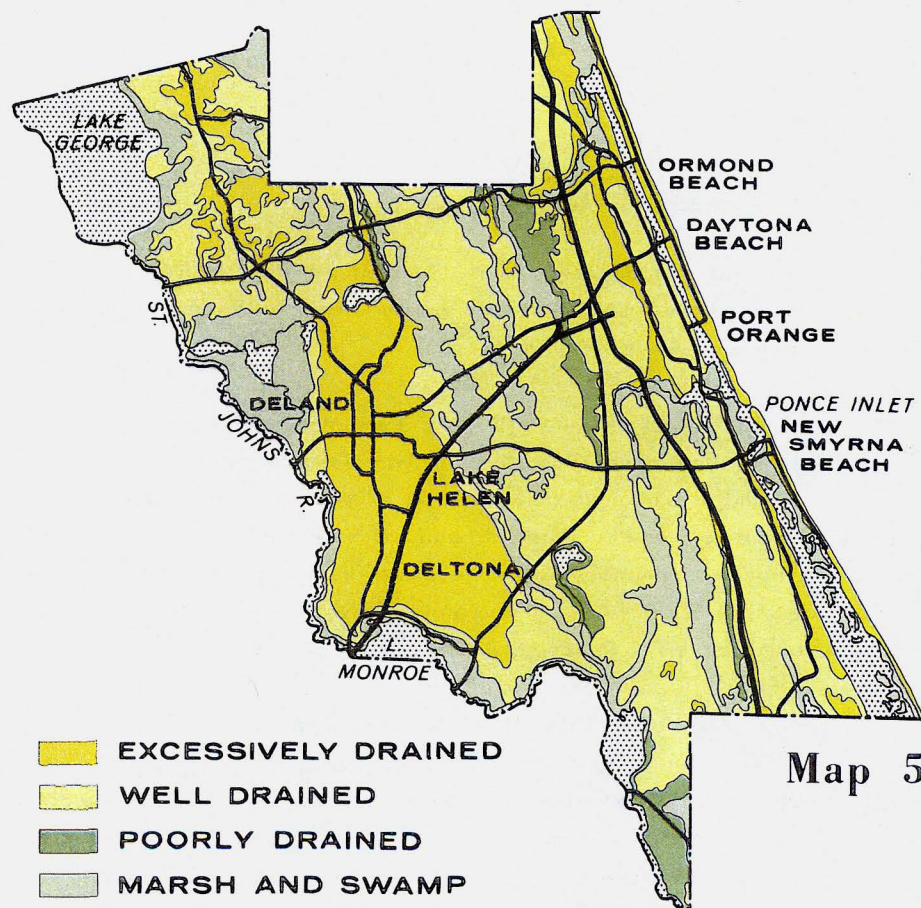 LAKE
GEORGE
ORMOND
BEACH
DAYTONA
BEACH
ST.
JOHNS
R.
PORT
ORANGE
DELAND
PONCE INLET
NEW
SMYRNA
BEACH
LAKE
HELEN
DELTONA
L.
MONROE
EXCESSIVELY DRAINED
WELL DRAINED
POORLY DRAINED
MARSH AND SWAMP
Map 5